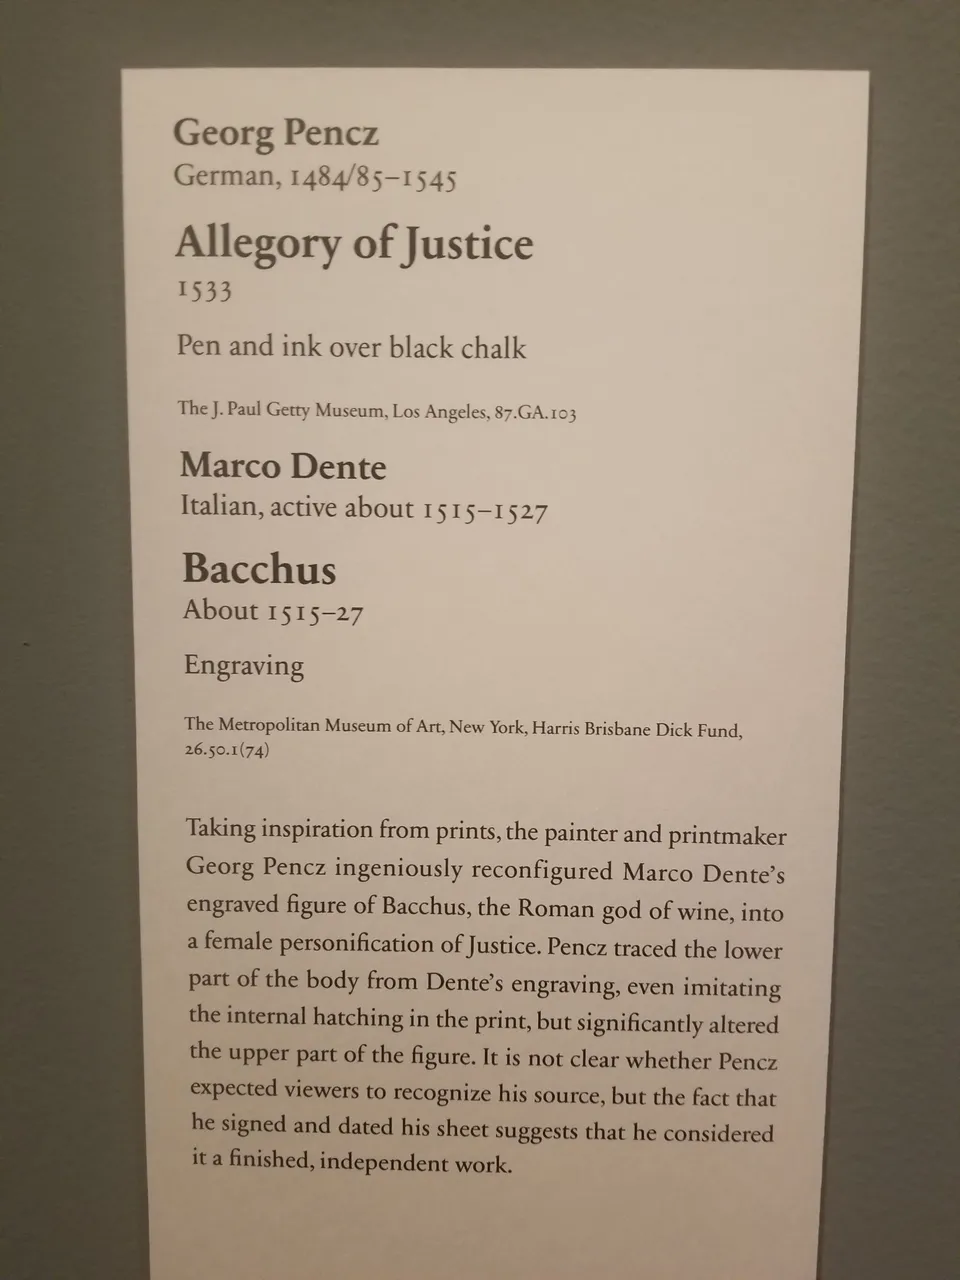 Georg Pencz
German, 1484/85–1545
Allegory of Justice
1533
Pen and ink over black chalk
The J. Paul Getty Museum, Los Angeles, 87.GA.103
Marco Dente
Italian, active about 1515–1527
Bacchus
About 1515–27
Engraving
The Metropolitan Museum of Art, New York, Harris Brisbane Dick Fund,
26.50.1(74)
Taking inspiration from prints, the painter and printmaker
Georg Pencz ingeniously reconfigured Marco Dente’s
engraved figure of Bacchus, the Roman god of wine, into
a female personification of Justice. Pencz traced the lower
part of the body from Dente’s engraving, even imitating
the internal hatching in the print, but significantly altered
the upper part of the figure. It is not clear whether Pencz
expected viewers to recognize his source, but the fact that
he signed and dated his sheet suggests that he considered
it a finished, independent work.